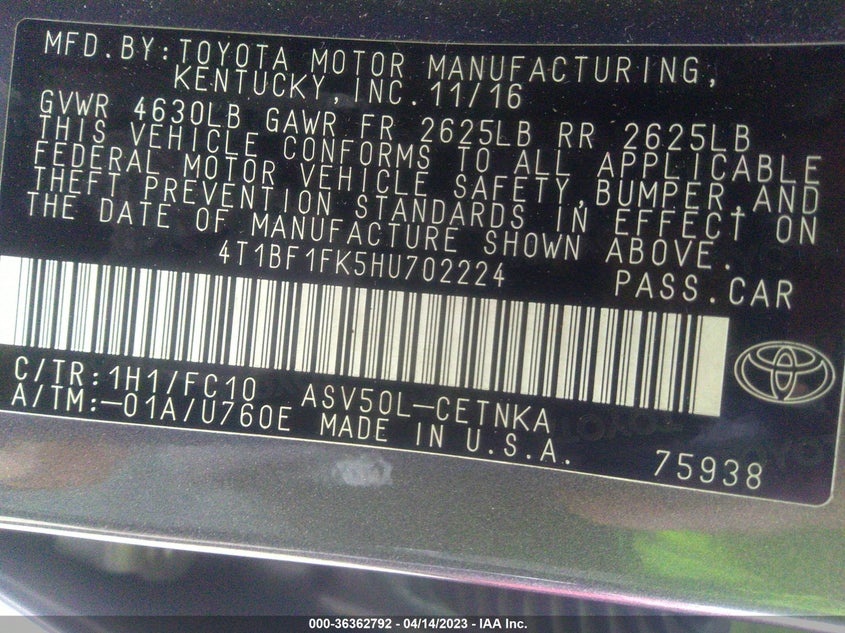 MFD.BY:TOYOTA MOTOR MANUFACTURING,
KENTUCKY,INC.11/16
GVWR 4630LB GAWR FR 2625LB RR 2625LB
THIS VEHICLE CONFORMS TO ALL APPLICABLE
FEDERAL MOTOR VEHICLE SAFETY,BUMPER,AND
THEFT PREVENTION STANDARDS IN EFFECT ON
THE DATE OF MANUFACTURE SHOWN ABOVE.
4T1BF1FK5HU702224 PASS.CAR
C/TR:1H1/FC10 ASV50L-CETNKA
A/TM:-01A/U760E MADE IN U.S.A. 75938
000-36362792 - 04/14/2023 - IAA Inc.